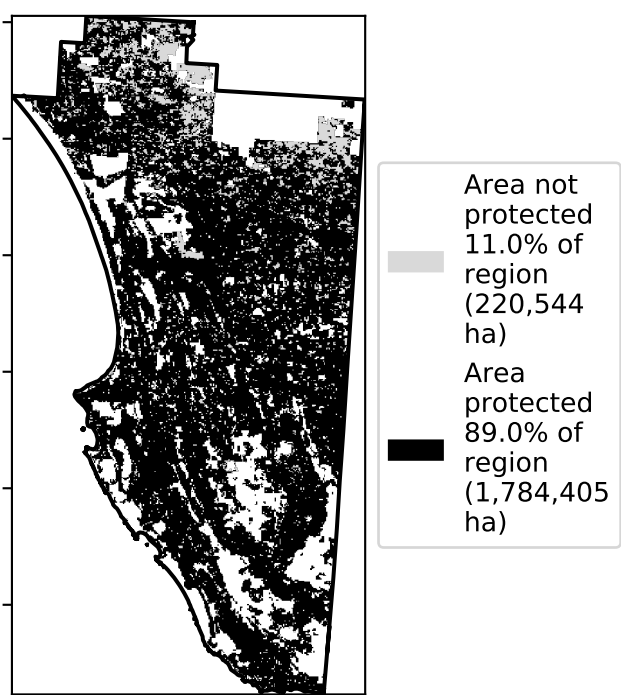 Area not
protected
11.0% of
region
(220,544
ha)
Area
protected
89.0% of
region
(1,784,405
ha)